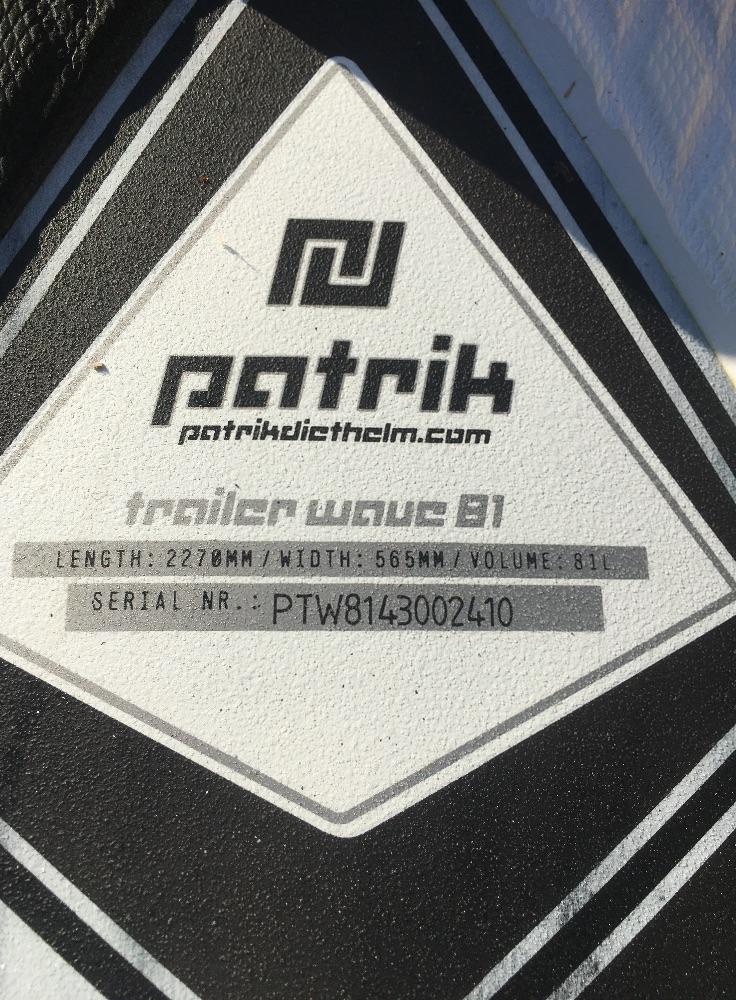 patrik
patrikdiethelm.com
trailer wave 81
LENGTH: 2270MM / WIDTH: 565MM / VOLUME: 81L
SERIAL NR.: PTW8143002410